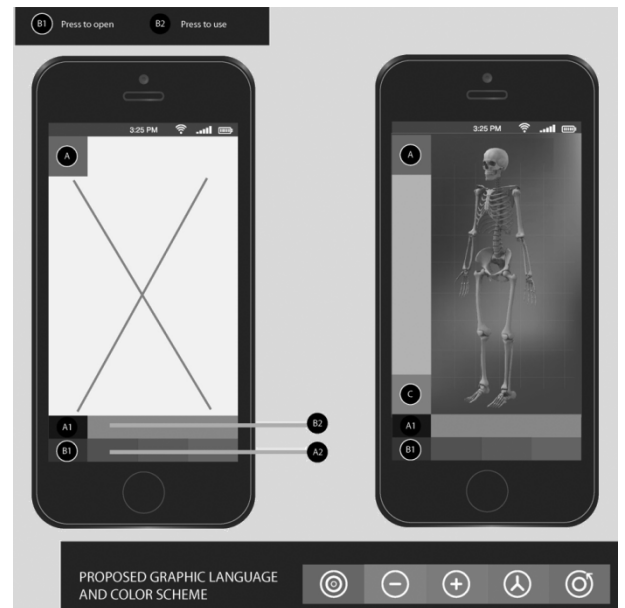 B1 Press to open B2 Press to use
3:25 PM
A
A1
B2
B1
A2
3:25 PM
A
C
A1
B1
PROPOSED GRAPHIC LANGUAGE
AND COLOR SCHEME